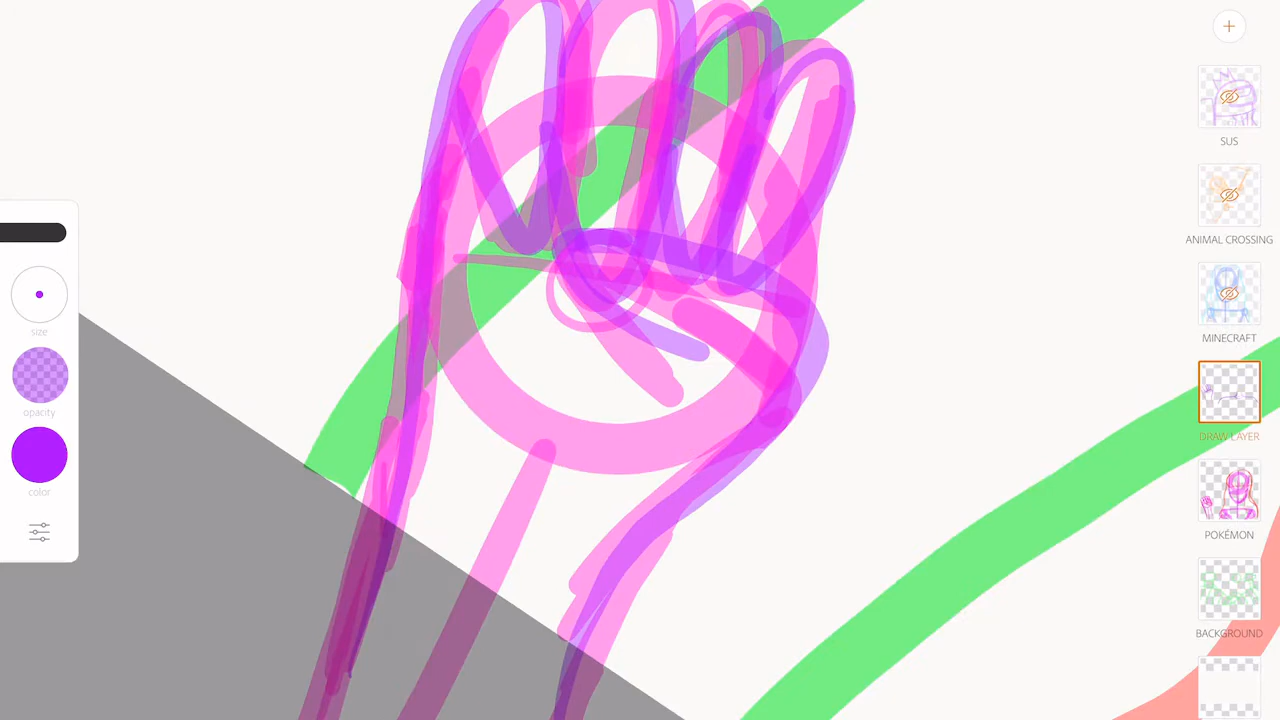 SUS
ANIMAL CROSSING
MINECRAFT
DRAW LAYER
POKÉMON
BACKGROUND
size
opacity
color